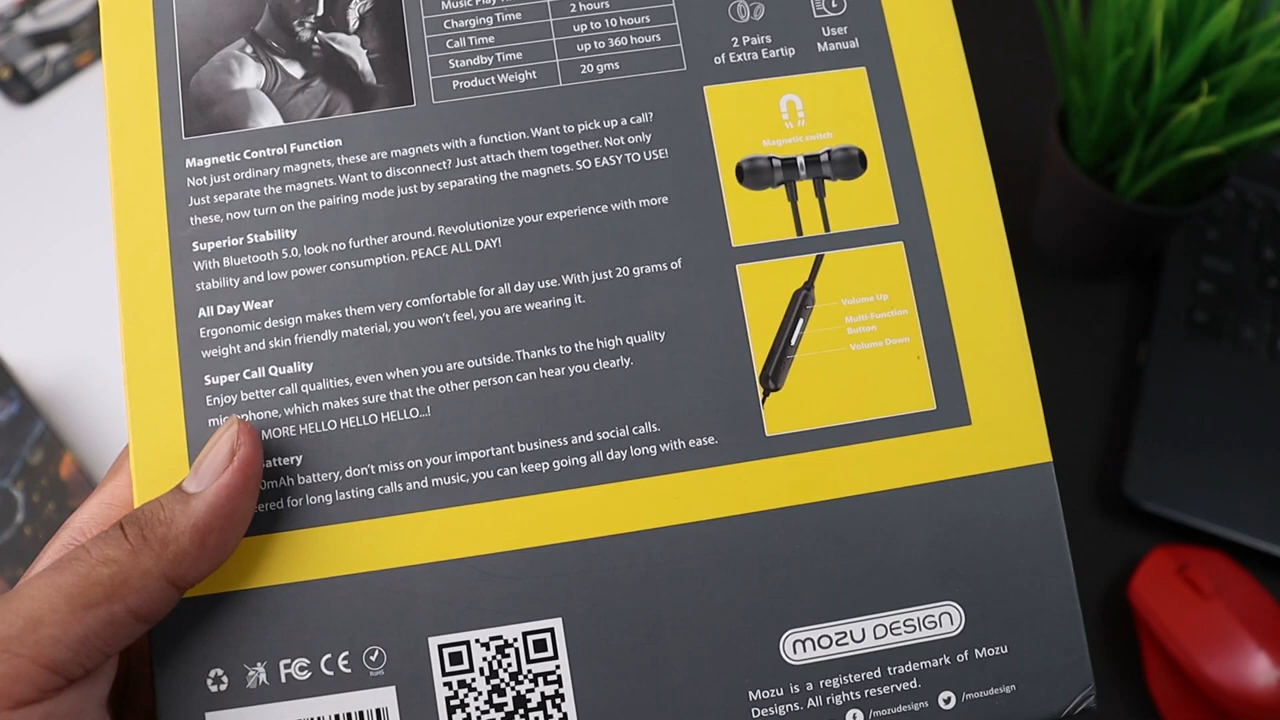 Music Play
Charging Time 2 hours
Call Time up to 10 hours
Standby Time up to 360 hours
Product Weight 20 gms
2 Pairs
of Extra Eartip
User
Manual
Magnetic Control Function
Not just ordinary magnets, these are magnets with a function. Want to pick up a call?
Just separate the magnets. Want to disconnect? Just attach them together. Not only
these, now turn on the pairing mode just by separating the magnets. SO EASY TO USE!
Superior Stability
With Bluetooth 5.0, look no further around. Revolutionize your experience with more
stability and low power consumption. PEACE ALL DAY!
All Day Wear
Ergonomic design makes them very comfortable for all day use. With just 20 grams of
weight and skin friendly material, you won't feel, you are wearing it.
Super Call Quality
Enjoy better call qualities, even when you are outside. Thanks to the high quality
microphone, which makes sure that the other person can hear you clearly.
MORE HELLO HELLO HELLO...!
attery
0mAh battery, don't miss on your important business and social calls.
ered for long lasting calls and music, you can keep going all day long with ease.
Magnetic switch
Volume Up
Multi-Function
Button
Volume Down
FC CE RoHS
MOZU DESIGN
Mozu is a registered trademark of Mozu
Designs. All rights reserved.
/mozudesigns /mozudesign